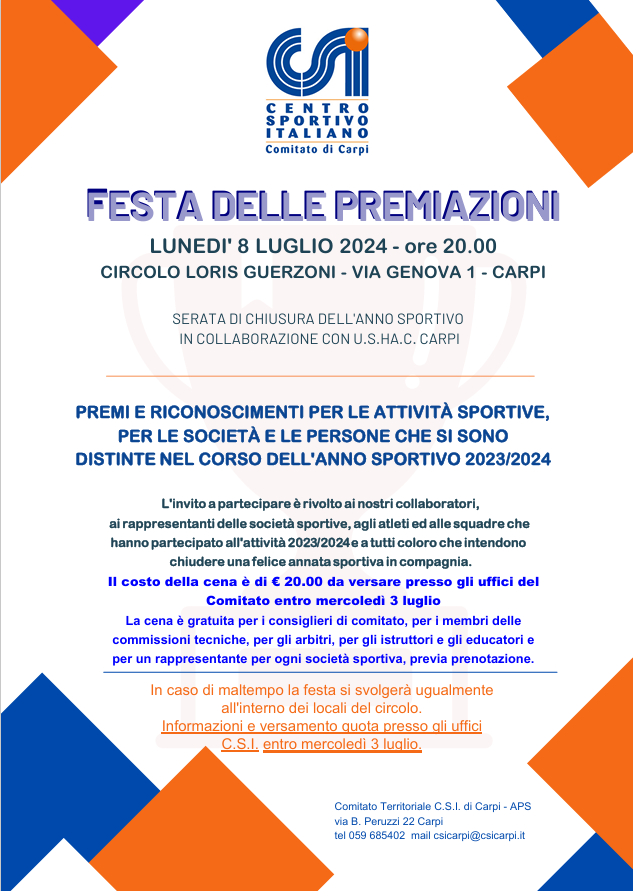 CENTRO
SPORTIVO
ITALIANO
Comitato di Carpi
FESTA DELLE PREMIAZIONI
LUNEDI' 8 LUGLIO 2024 - ore 20.00
CIRCOLO LORIS GUERZONI - VIA GENOVA 1 - CARPI
SERATA DI CHIUSURA DELL'ANNO SPORTIVO
IN COLLABORAZIONE CON U.S.HA.C. CARPI
PREMI E RICONOSCIMENTI PER LE ATTIVITÀ SPORTIVE,
PER LE SOCIETÀ E LE PERSONE CHE SI SONO
DISTINTE NEL CORSO DELL'ANNO SPORTIVO 2023/2024
L'invito a partecipare è rivolto ai nostri collaboratori,
ai rappresentanti delle società sportive, agli atleti ed alle squadre che
hanno partecipato all'attività 2023/2024 e a tutti coloro che intendono
chiudere una felice annata sportiva in compagnia.
Il costo della cena è di € 20.00 da versare presso gli uffici del
Comitato entro mercoledì 3 luglio
La cena è gratuita per i consiglieri di comitato, per i membri delle
commissioni tecniche, per gli arbitri, per gli istruttori e gli educatori e
per un rappresentante per ogni società sportiva, previa prenotazione.
In caso di maltempo la festa si svolgerà ugualmente
all'interno dei locali del circolo.
Informazioni e versamento quota presso gli uffici
C.S.I. entro mercoledì 3 luglio.
Comitato Territoriale C.S.I. di Carpi - APS
via B. Peruzzi 22 Carpi
tel 059 685402 mail csicarpi@csicarpi.it